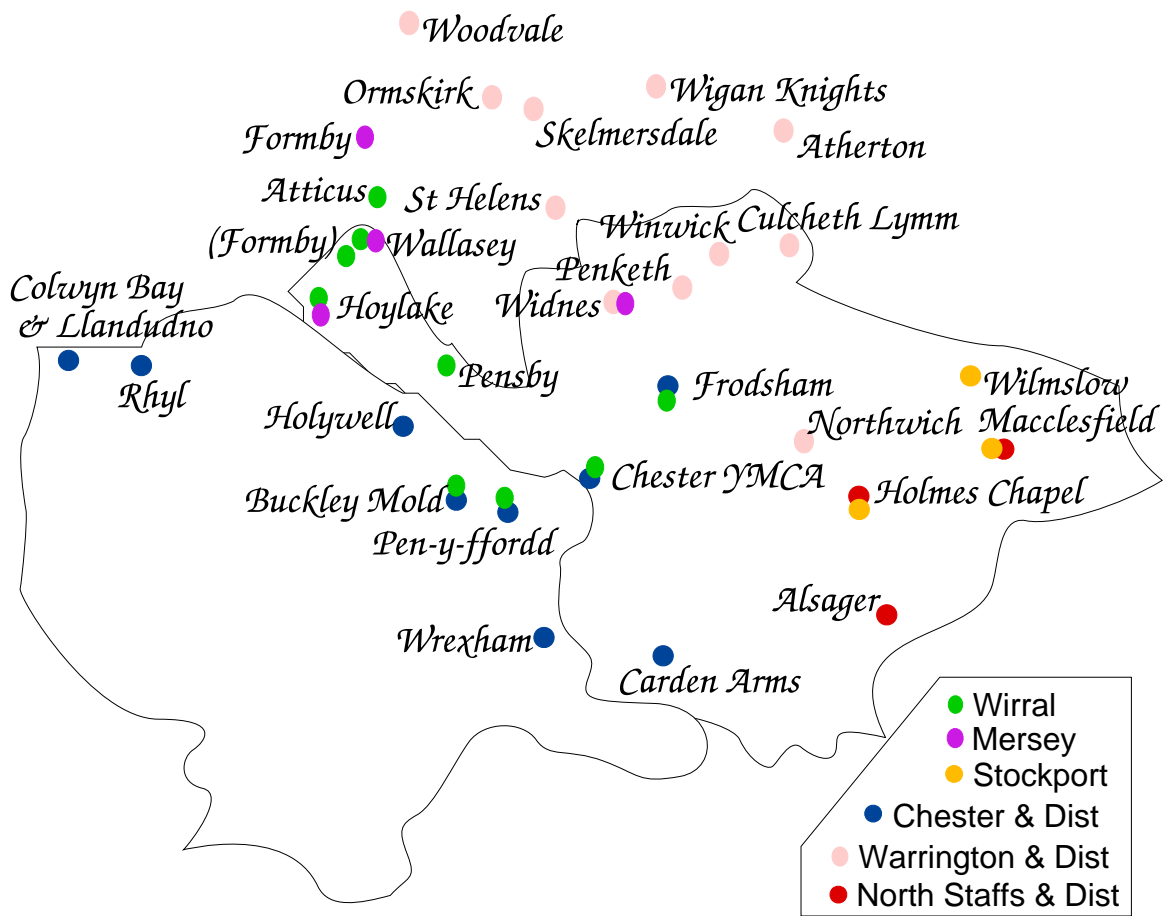 Woodvale
Ormskirk
Wigan Knights
Skelmersdale
Formby
Atherton
Atticus
St Helens
Winwick
Culcheth Lymm
(Formby)
Wallasey
Penketh
Colwyn Bay
& Llandudno
Hoylake
Widnes
Rhyl
Pensby
Frodsham
Wilmslow
Holywell
Northwich
Macclesfield
Buckley Mold
Chester YMCA
Holmes Chapel
Pen-y-ffordd
Alsager
Wrexham
Carden Arms
Wirral
Mersey
Stockport
Chester & Dist
Warrington & Dist
North Staffs & Dist